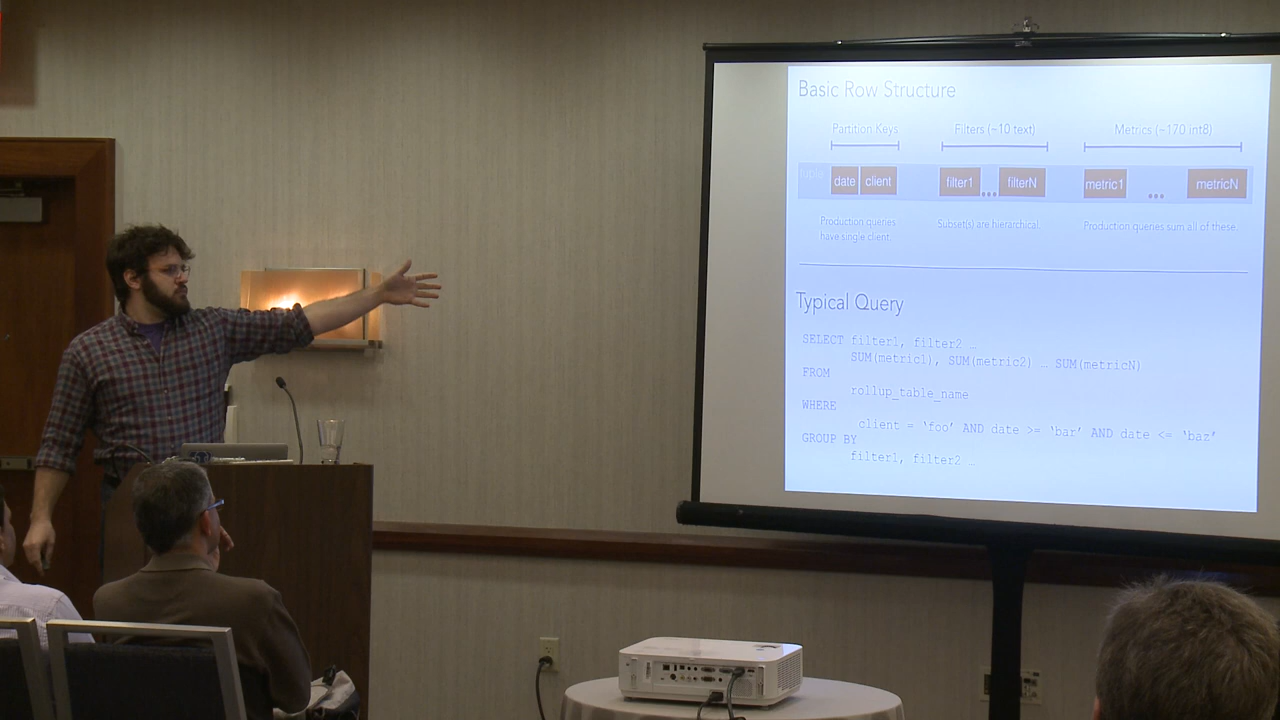 Basic Row Structure
Partition Keys Filters (~10 text) Metrics (~170 int8)
tuple date client filter1 ... filterN metric1 ... metricN
Production queries have single client.
Subset(s) are hierarchical.
Production queries sum all of these.
Typical Query
SELECT filter1, filter2 …
SUM(metric1), SUM(metric2) … SUM(metricN)
FROM
rollup_table_name
WHERE
client = ‘foo’ AND date >= ‘bar’ AND date <= ‘baz’
GROUP BY
filter1, filter2 …